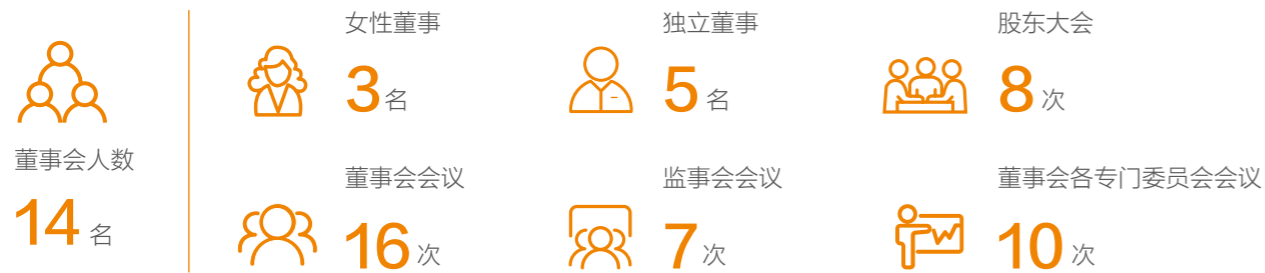 董事会人数
14 名
女性董事
3 名
独立董事
5 名
股东大会
8 次
董事会会议
16 次
监事会会议
7 次
董事会各专门委员会会议
10 次